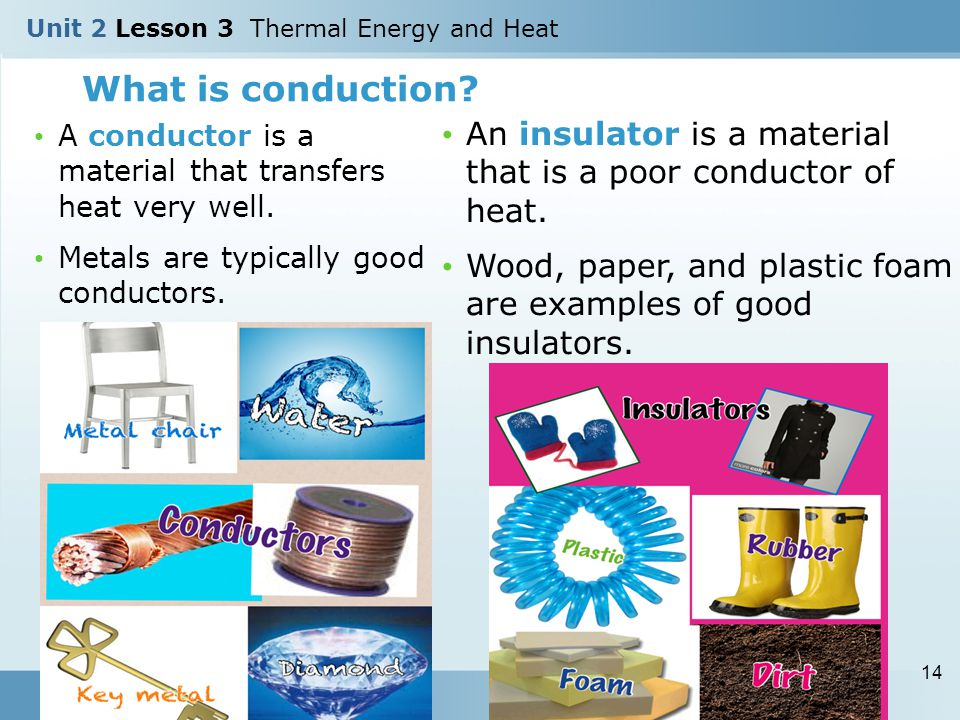 Unit 2 Lesson 3 Thermal Energy and Heat
What is conduction?
• A conductor is a
material that transfers
heat very well.
• Metals are typically good
conductors.
• An insulator is a material
that is a poor conductor of
heat.
• Wood, paper, and plastic foam
are examples of good
insulators.
Metal chair
Water
Conductors
Key metal
Diamond
Insulators
more colors
Plastic
Rubber
Foam
Dirt
14